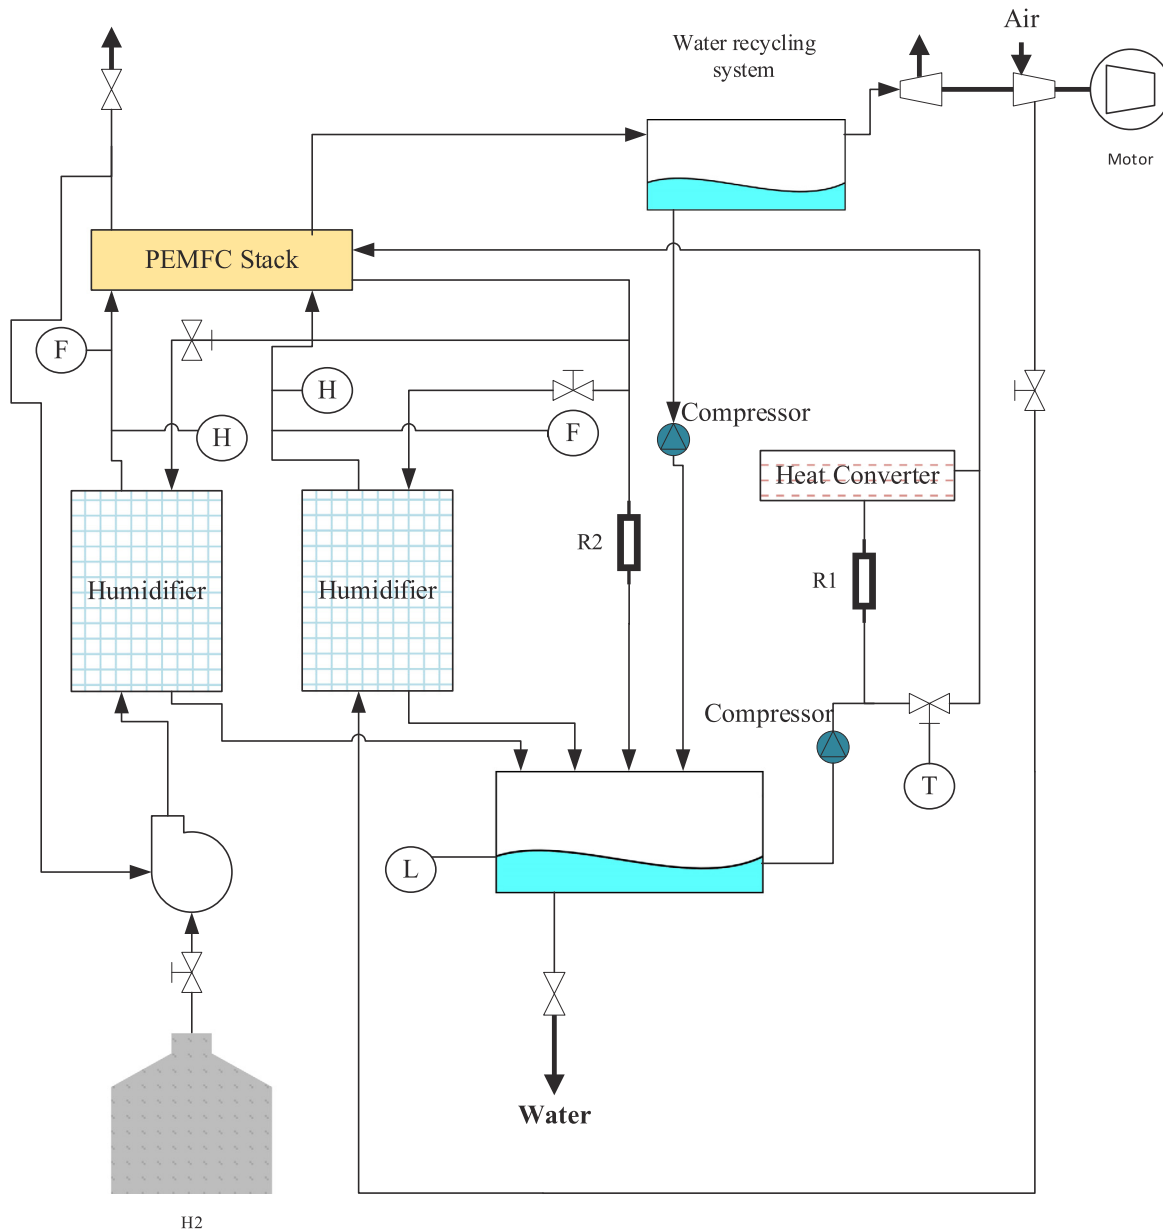 Air
Water recycling
system
Motor
PEMFC Stack
F
H
H
F
Compressor
Heat Converter
R2
R1
Humidifier
Humidifier
Compressor
T
L
Water
H2